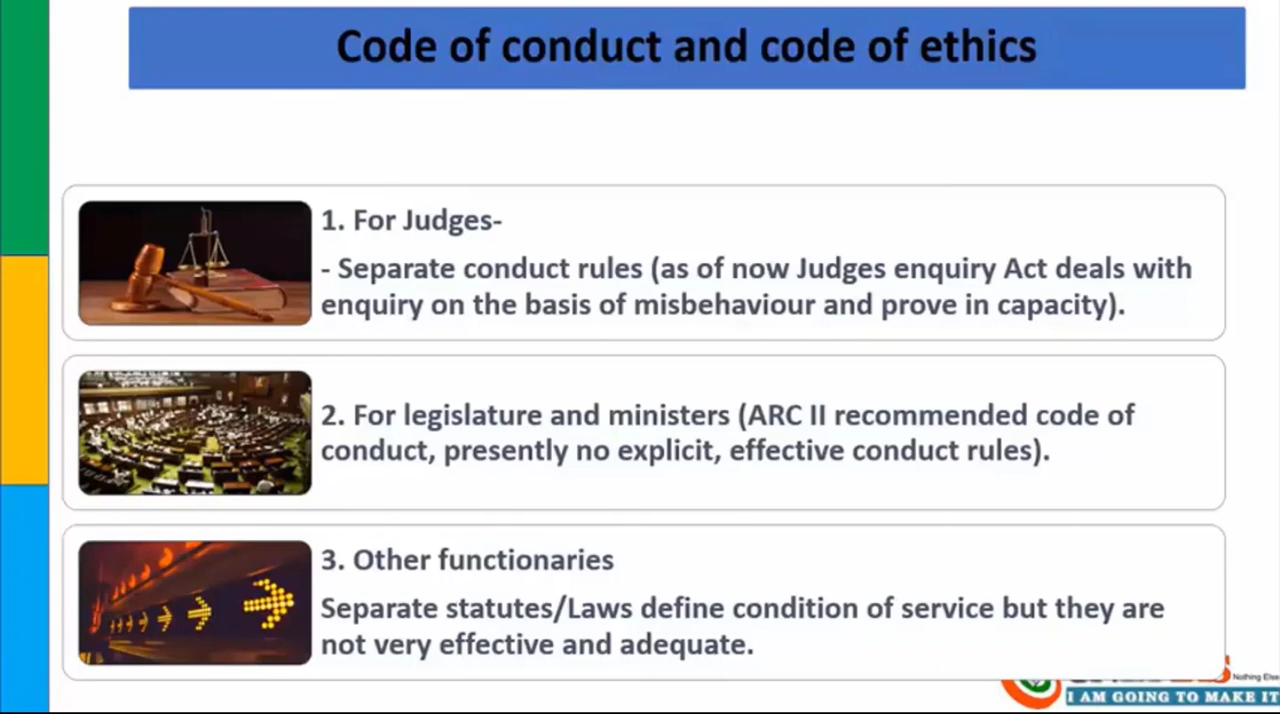 Code of conduct and code of ethics
1. For Judges-
- Separate conduct rules (as of now Judges enquiry Act deals with
enquiry on the basis of misbehaviour and prove in capacity).
2. For legislature and ministers (ARC II recommended code of
conduct, presently no explicit, effective conduct rules).
3. Other functionaries
Separate statutes/Laws define condition of service but they are
not very effective and adequate.
Nothing Else
I AM GOING TO MAKE IT